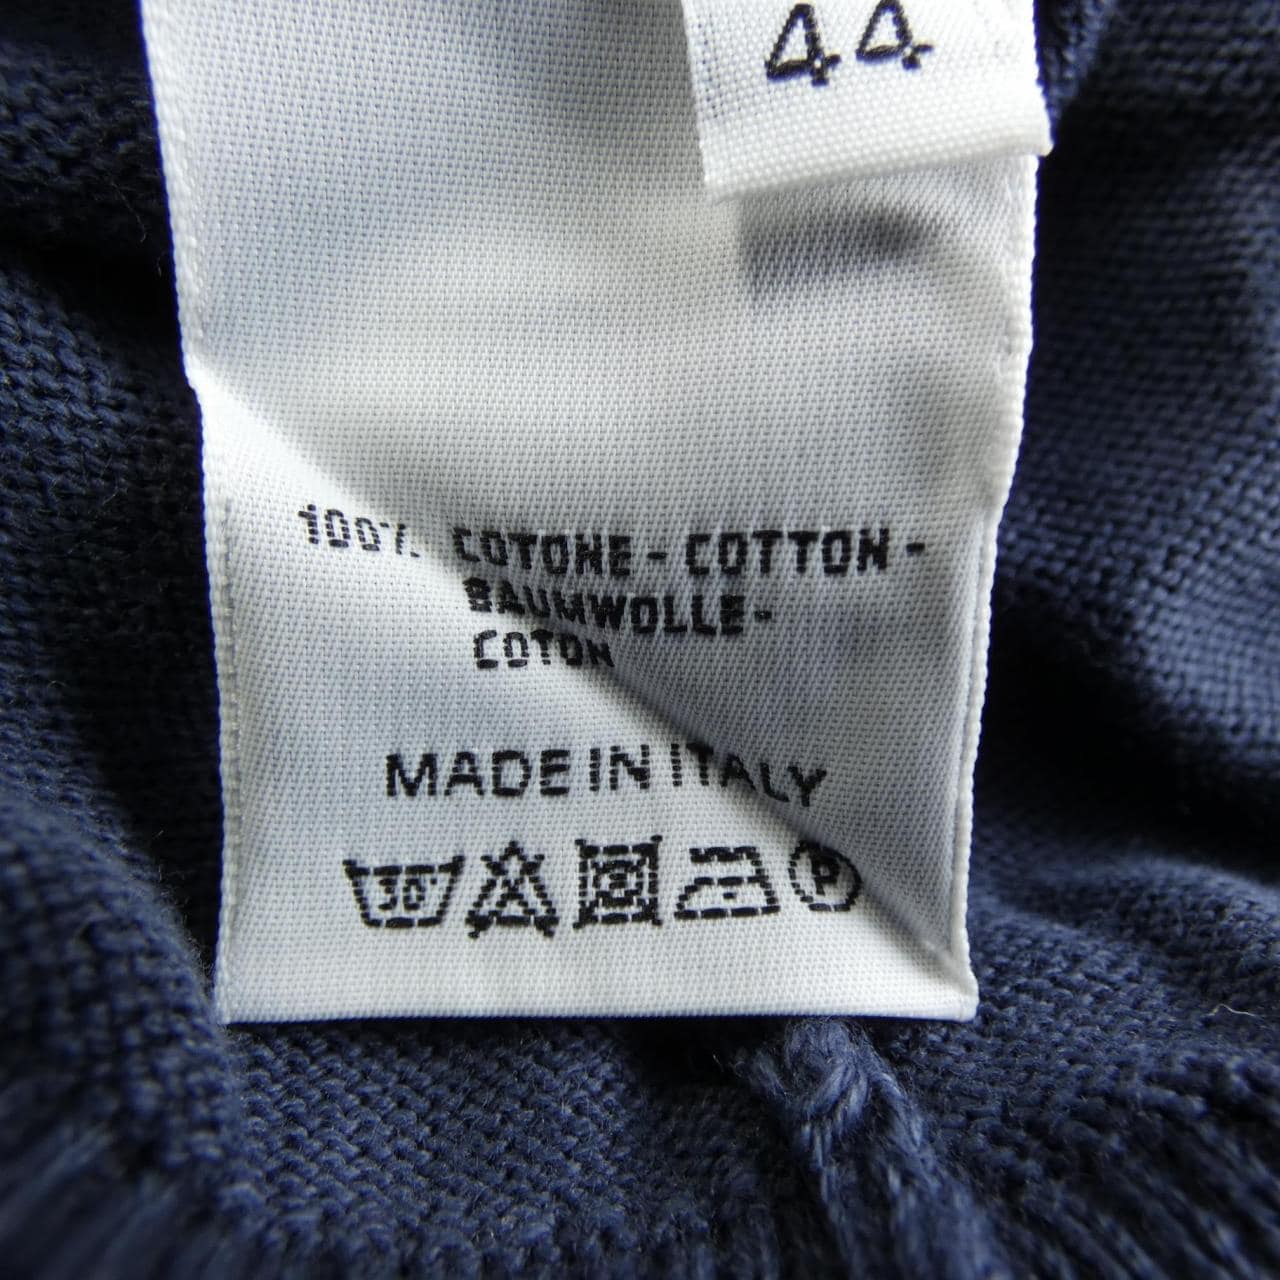 44
100% COTONE - COTTON -
BAUMWOLLE -
COTON
MADE IN ITALY
30° P